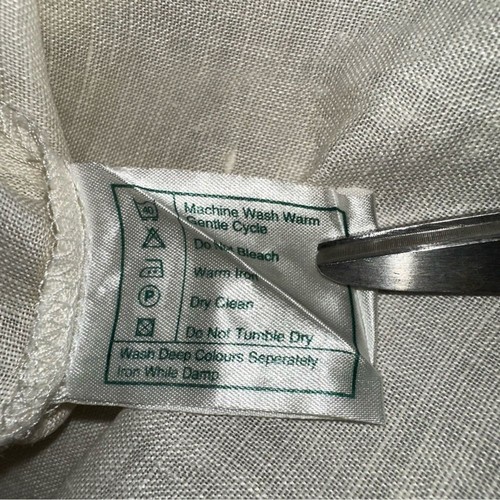 40
Machine Wash Warm
Gentle Cycle
Do Not Bleach
Warm Iron
P
Dry Clean
Do Not Tumble Dry
Wash Deep Colours Seperately
Iron While Damp